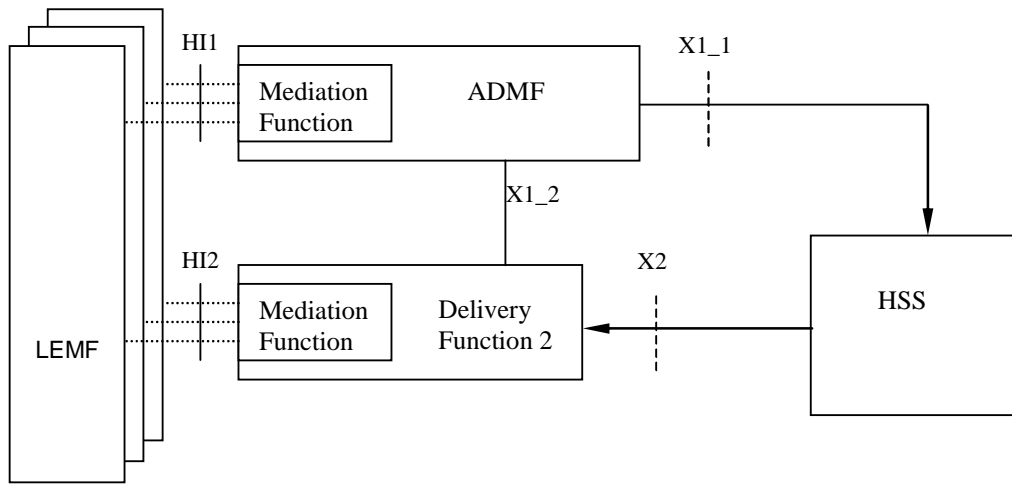 HI1
X1_1
Mediation
Function
ADMF
X1_2
HI2
X2
Mediation
Function
Delivery
Function 2
HSS
LEMF